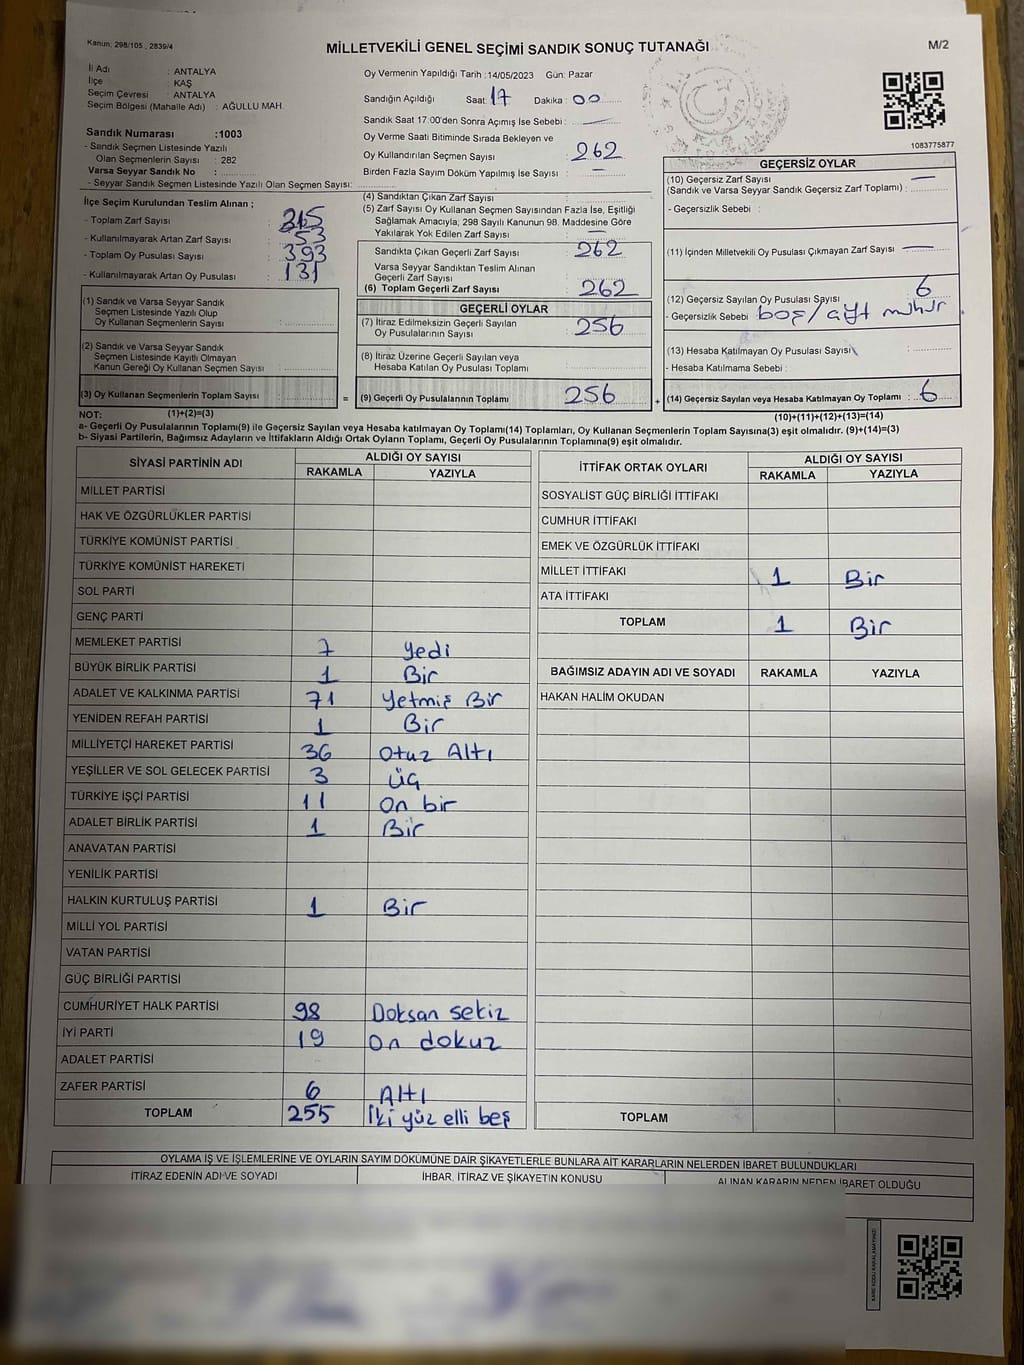 Kanun: 298/105 , 2839/4
MİLLETVEKİLİ GENEL SEÇİMİ SANDIK SONUÇ TUTANAĞI
M/2
İl Adı : ANTALYA
İlçe : KAŞ
Seçim Çevresi : ANTALYA
Seçim Bölgesi (Mahalle Adı) : AĞULLU MAH.
Sandık Numarası :1003
- Sandık Seçmen Listesinde Yazılı
Olan Seçmenlerin Sayısı : 282
Varsa Seyyar Sandık No :
- Seyyar Sandık Seçmen Listesinde Yazılı Olan Seçmen Sayısı:
Oy Vermenin Yapıldığı Tarih :14/05/2023 Gün: Pazar
Sandığın Açıldığı Saat: 17 Dakika: 00
Sandık Saat 17:00'den Sonra Açımış İse Sebebi : —
Oy Verme Saati Bitiminde Sırada Bekleyen ve
Oy Kullandırılan Seçmen Sayısı : 262
Birden Fazla Sayım Döküm Yapılmış İse Sayısı : —
1083775877
İlçe Seçim Kurulundan Teslim Alınan ;
- Toplam Zarf Sayısı : 315
- Kullanılmayarak Artan Zarf Sayısı : 53
- Toplam Oy Pusulası Sayısı : 393
- Kullanılmayarak Artan Oy Pusulası : 131
(4) Sandıktan Çıkan Zarf Sayısı :
(5) Zarf Sayısı Oy Kullanan Seçmen Sayısından Fazla İse, Eşitliği
Sağlamak Amacıyla; 298 Sayılı Kanunun 98. Maddesine Göre
Yakılarak Yok Edilen Zarf Sayısı : —
Sandıkta Çıkan Geçerli Zarf Sayısı : 262
Varsa Seyyar Sandıktan Teslim Alınan
Geçerli Zarf Sayısı :
(6) Toplam Geçerli Zarf Sayısı : 262
GEÇERSİZ OYLAR
(10) Geçersiz Zarf Sayısı —
(Sandık ve Varsa Seyyar Sandık Geçersiz Zarf Toplamı) :
- Geçersizlik Sebebi :
(11) İçinden Milletvekili Oy Pusulası Çıkmayan Zarf Sayısı : —
(12) Geçersiz Sayılan Oy Pusulası Sayısı : 6
- Geçersizlik Sebebi : boş/çift mühür
(13) Hesaba Katılmayan Oy Pusulası Sayısı :
- Hesaba Katılmama Sebebi :
(14) Geçersiz Sayılan veya Hesaba Katılmayan Oy Toplamı : 6
(1) Sandık ve Varsa Seyyar Sandık
Seçmen Listesinde Yazılı Olup
Oy Kullanan Seçmenlerin Sayısı :
(2) Sandık ve Varsa Seyyar Sandık
Seçmen Listesinde Kayıtlı Olmayan
Kanun Gereği Oy Kullanan Seçmen Sayısı :
(3) Oy Kullanan Seçmenlerin Toplam Sayısı : =
GEÇERLİ OYLAR
(7) İtiraz Edilmeksizin Geçerli Sayılan
Oy Pusulalarının Sayısı : 256
(8) İtiraz Üzerine Geçerli Sayılan veya
Hesaba Katılan Oy Pusulası Toplamı :
(9) Geçerli Oy Pusulalarının Toplamı : 256 +
NOT: (1)+(2)=(3) (10)+(11)+(12)+(13)=(14)
a- Geçerli Oy Pusulalarının Toplamı(9) ile Geçersiz Sayılan veya Hesaba Katılmayan Oy Toplamı(14) Toplamları, Oy Kullanan Seçmenlerin Toplam Sayısına(3) eşit olmalıdır. (9)+(14)=(3)
b- Siyasi Partilerin, Bağımsız Adayların ve İttifakların Aldığı Ortak Oyların Toplamı, Geçerli Oy Pusulalarının Toplamına(9) eşit olmalıdır.
SİYASİ PARTİNİN ADI ALDIĞI OY SAYISI
RAKAMLA YAZIYLA
MİLLET PARTİSİ
HAK VE ÖZGÜRLÜKLER PARTİSİ
TÜRKİYE KOMÜNİST PARTİSİ
TÜRKİYE KOMÜNİST HAREKETİ
SOL PARTİ
GENÇ PARTİ
MEMLEKET PARTİSİ 7 Yedi
BÜYÜK BİRLİK PARTİSİ 1 Bir
ADALET VE KALKINMA PARTİSİ 71 Yetmiş Bir
YENİDEN REFAH PARTİSİ 1 Bir
MİLLİYETÇİ HAREKET PARTİSİ 36 Otuz Altı
YEŞİLLER VE SOL GELECEK PARTİSİ 3 Üç
TÜRKİYE İŞÇİ PARTİSİ 11 On bir
ADALET BİRLİK PARTİSİ 1 Bir
ANAVATAN PARTİSİ
YENİLİK PARTİSİ
HALKIN KURTULUŞ PARTİSİ 1 Bir
MİLLİ YOL PARTİSİ
VATAN PARTİSİ
GÜÇ BİRLİĞİ PARTİSİ
CUMHURİYET HALK PARTİSİ 98 Doksan sekiz
İYİ PARTİ 19 On dokuz
ADALET PARTİSİ
ZAFER PARTİSİ 6 Altı
TOPLAM 255 İki yüz elli beş
İTTİFAK ORTAK OYLARI ALDIĞI OY SAYISI
RAKAMLA YAZIYLA
SOSYALİST GÜÇ BİRLİĞİ İTTİFAKI
CUMHUR İTTİFAKI
EMEK VE ÖZGÜRLÜK İTTİFAKI
MİLLET İTTİFAKI 1 Bir
ATA İTTİFAKI
TOPLAM 1 Bir
BAĞIMSIZ ADAYIN ADI VE SOYADI RAKAMLA YAZIYLA
HAKAN HALİM OKUDAN
TOPLAM
OYLAMA İŞ VE İŞLEMLERİNE VE OYLARIN SAYIM DÖKÜMÜNE DAİR ŞİKAYETLERLE BUNLARA AİT KARARLARIN NELERDEN İBARET BULUNDUKLARI
İTİRAZ EDENİN ADI VE SOYADI İHBAR, İTİRAZ VE ŞİKAYETİN KONUSU ALINAN KARARIN NEDEN İBARET OLDUĞU
KARE KODU KARALAMAYINIZ!